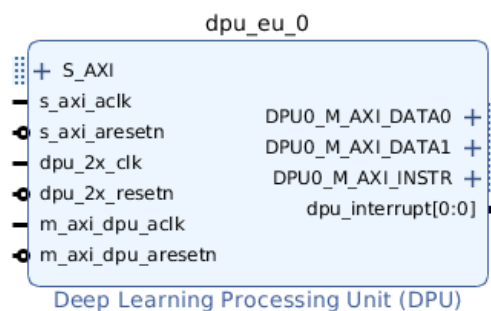 dpu_eu_0
S_AXI
s_axi_aclk
s_axi_aresetn
dpu_2x_clk
dpu_2x_resetn
m_axi_dpu_aclk
m_axi_dpu_aresetn
DPU0_M_AXI_DATA0
DPU0_M_AXI_DATA1
DPU0_M_AXI_INSTR
dpu_interrupt[0:0]
Deep Learning Processing Unit (DPU)